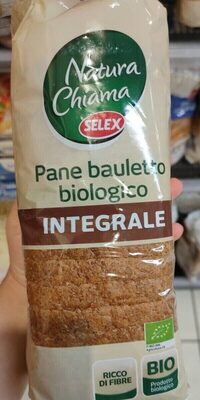 Natura
Chiama
SELEX
Pane bauletto
biologico
INTEGRALE
RICCO
DI FIBRE
BIO
Prodotto
biologico